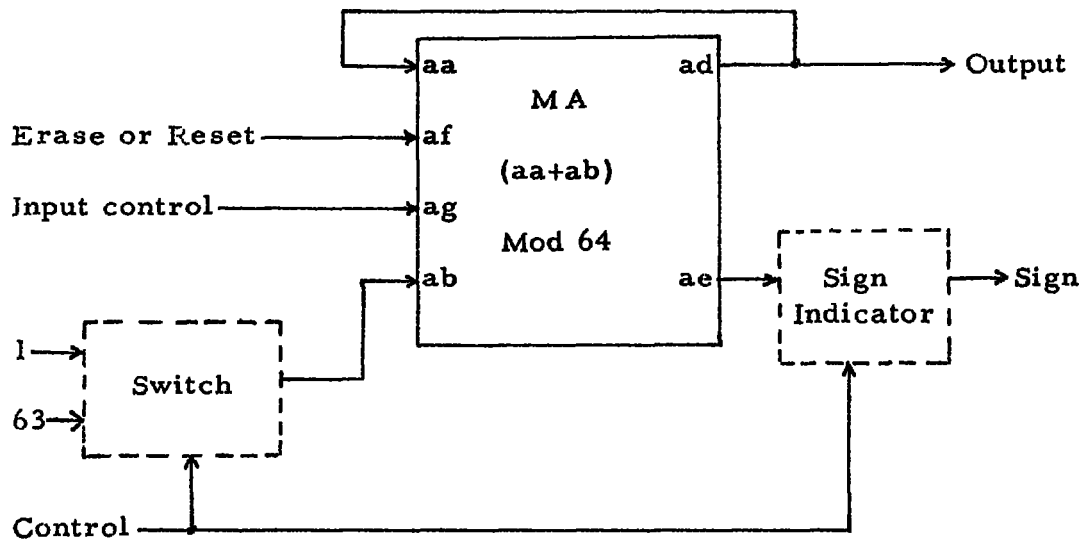 aa
ad
Output
MA
Erase or Reset
af
(aa+ab)
Input control
ag
Mod 64
ab
ae
Sign
Indicator
Sign
1
Switch
63
Control